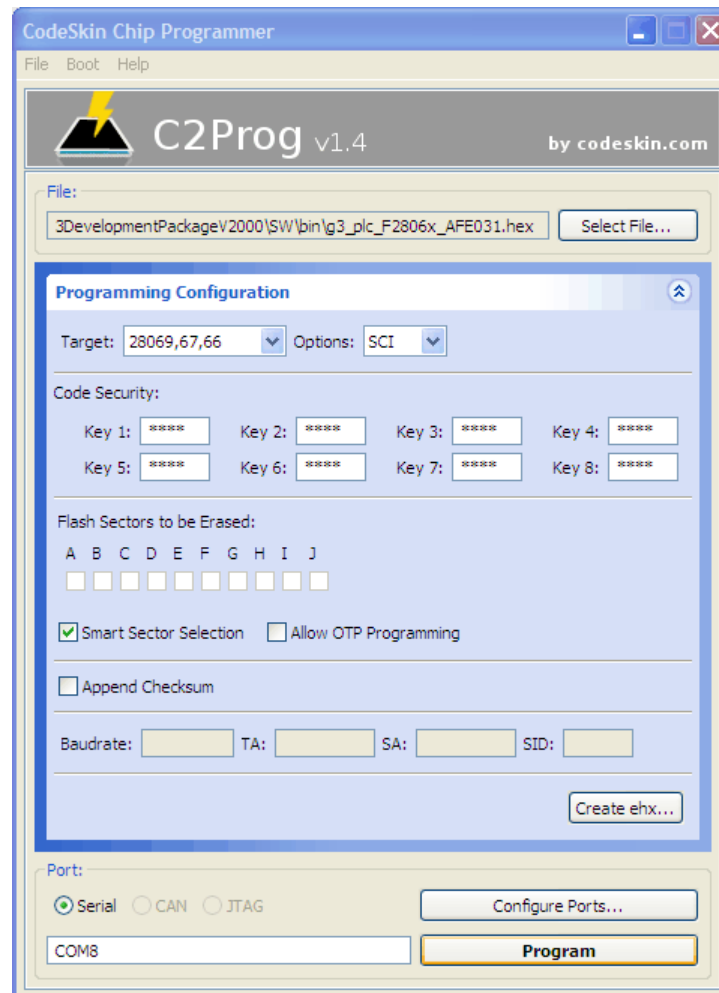 CodeSkin Chip Programmer
File Boot Help
C2Prog v1.4 by codeskin.com
File:
3DevelopmentPackageV2000\SW\bin\g3_plc_F2806x_AFE031.hex Select File...
Programming Configuration
Target: 28069,67,66 Options: SCI
Code Security:
Key 1: **** Key 2: **** Key 3: **** Key 4: ****
Key 5: **** Key 6: **** Key 7: **** Key 8: ****
Flash Sectors to be Erased:
A B C D E F G H I J
Smart Sector Selection Allow OTP Programming
Append Checksum
Baudrate: TA: SA: SID:
Create ehx...
Port:
Serial CAN JTAG Configure Ports...
COM8 Program